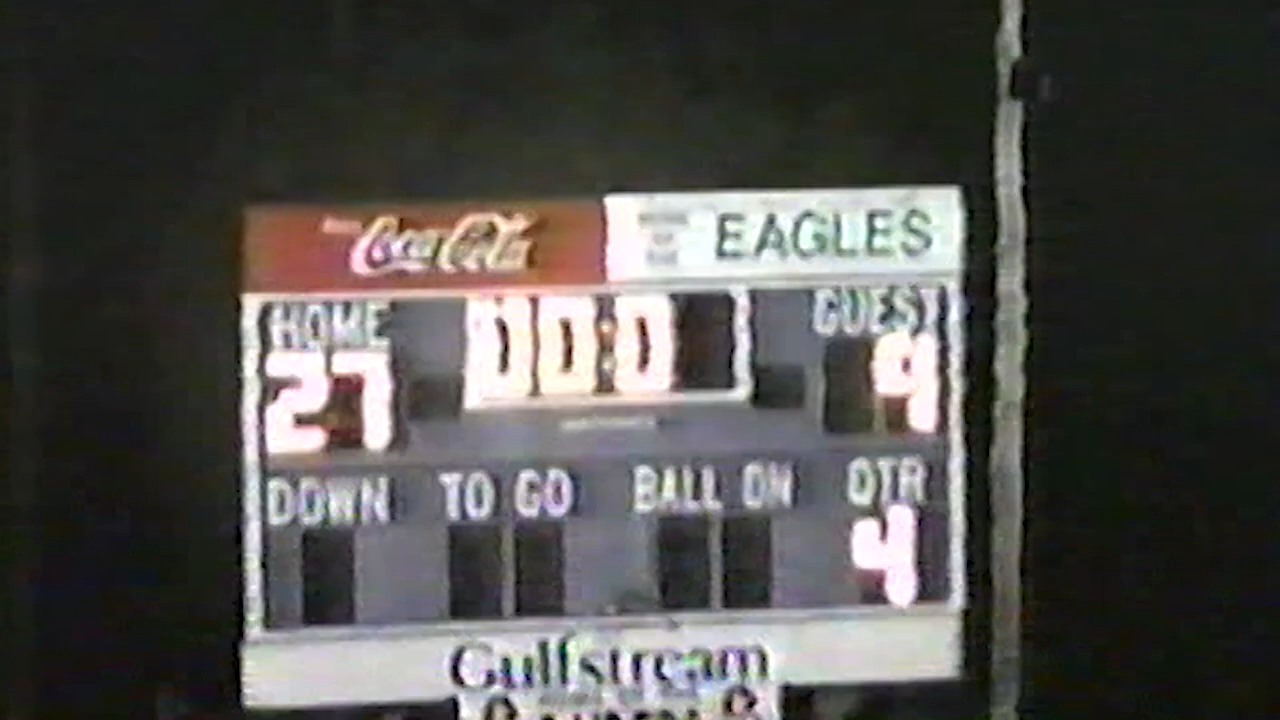 Coca-Cola
EAGLES
HOME
00:0
GUEST
27
9
DOWN
TO GO
BALL ON
QTR
4
Gulfstream